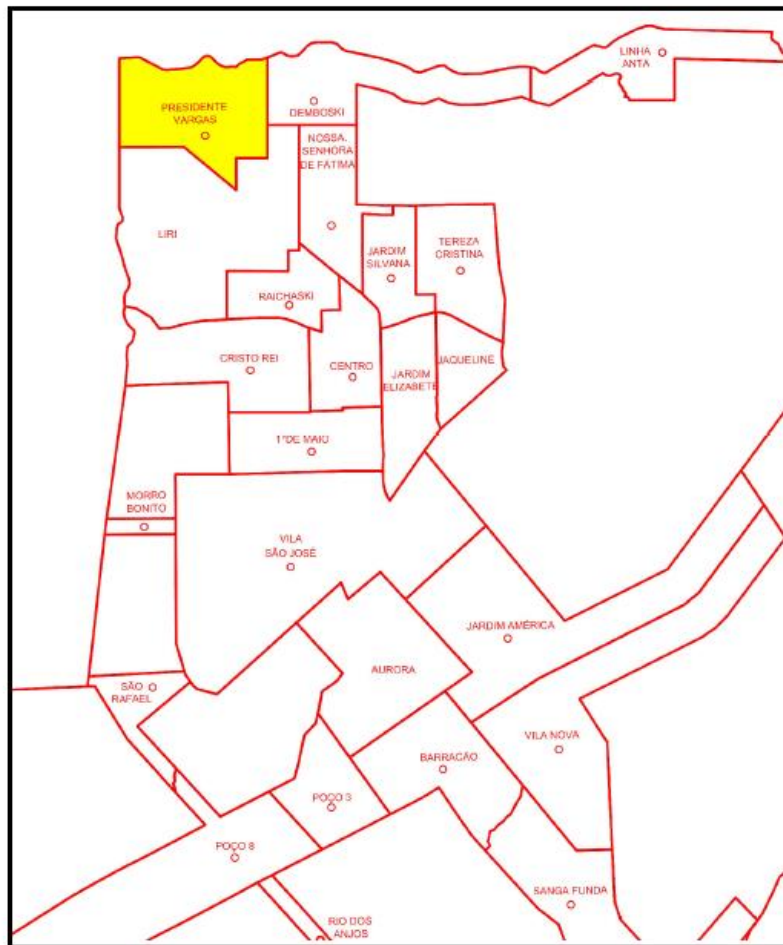 LINHA
ANTA
PRESIDENTE
VARGAS
DEMBOSKI
NOSSA.
SENHORA
DE FÁTIMA
LIRI
JARDIM
SILVANA
TEREZA
CRISTINA
RAICHASKI
CRISTO REI
CENTRO
JARDIM
ELIZABETE
JAQUELINE
1°DE MAIO
MORRO
BONITO
VILA
SÃO JOSÉ
JARDIM AMÉRICA
AURORA
SÃO
RAFAEL
VILA NOVA
BARRACÃO
POÇO 3
POÇO 8
SANGA FUNDA
RIO DOS
ANJOS